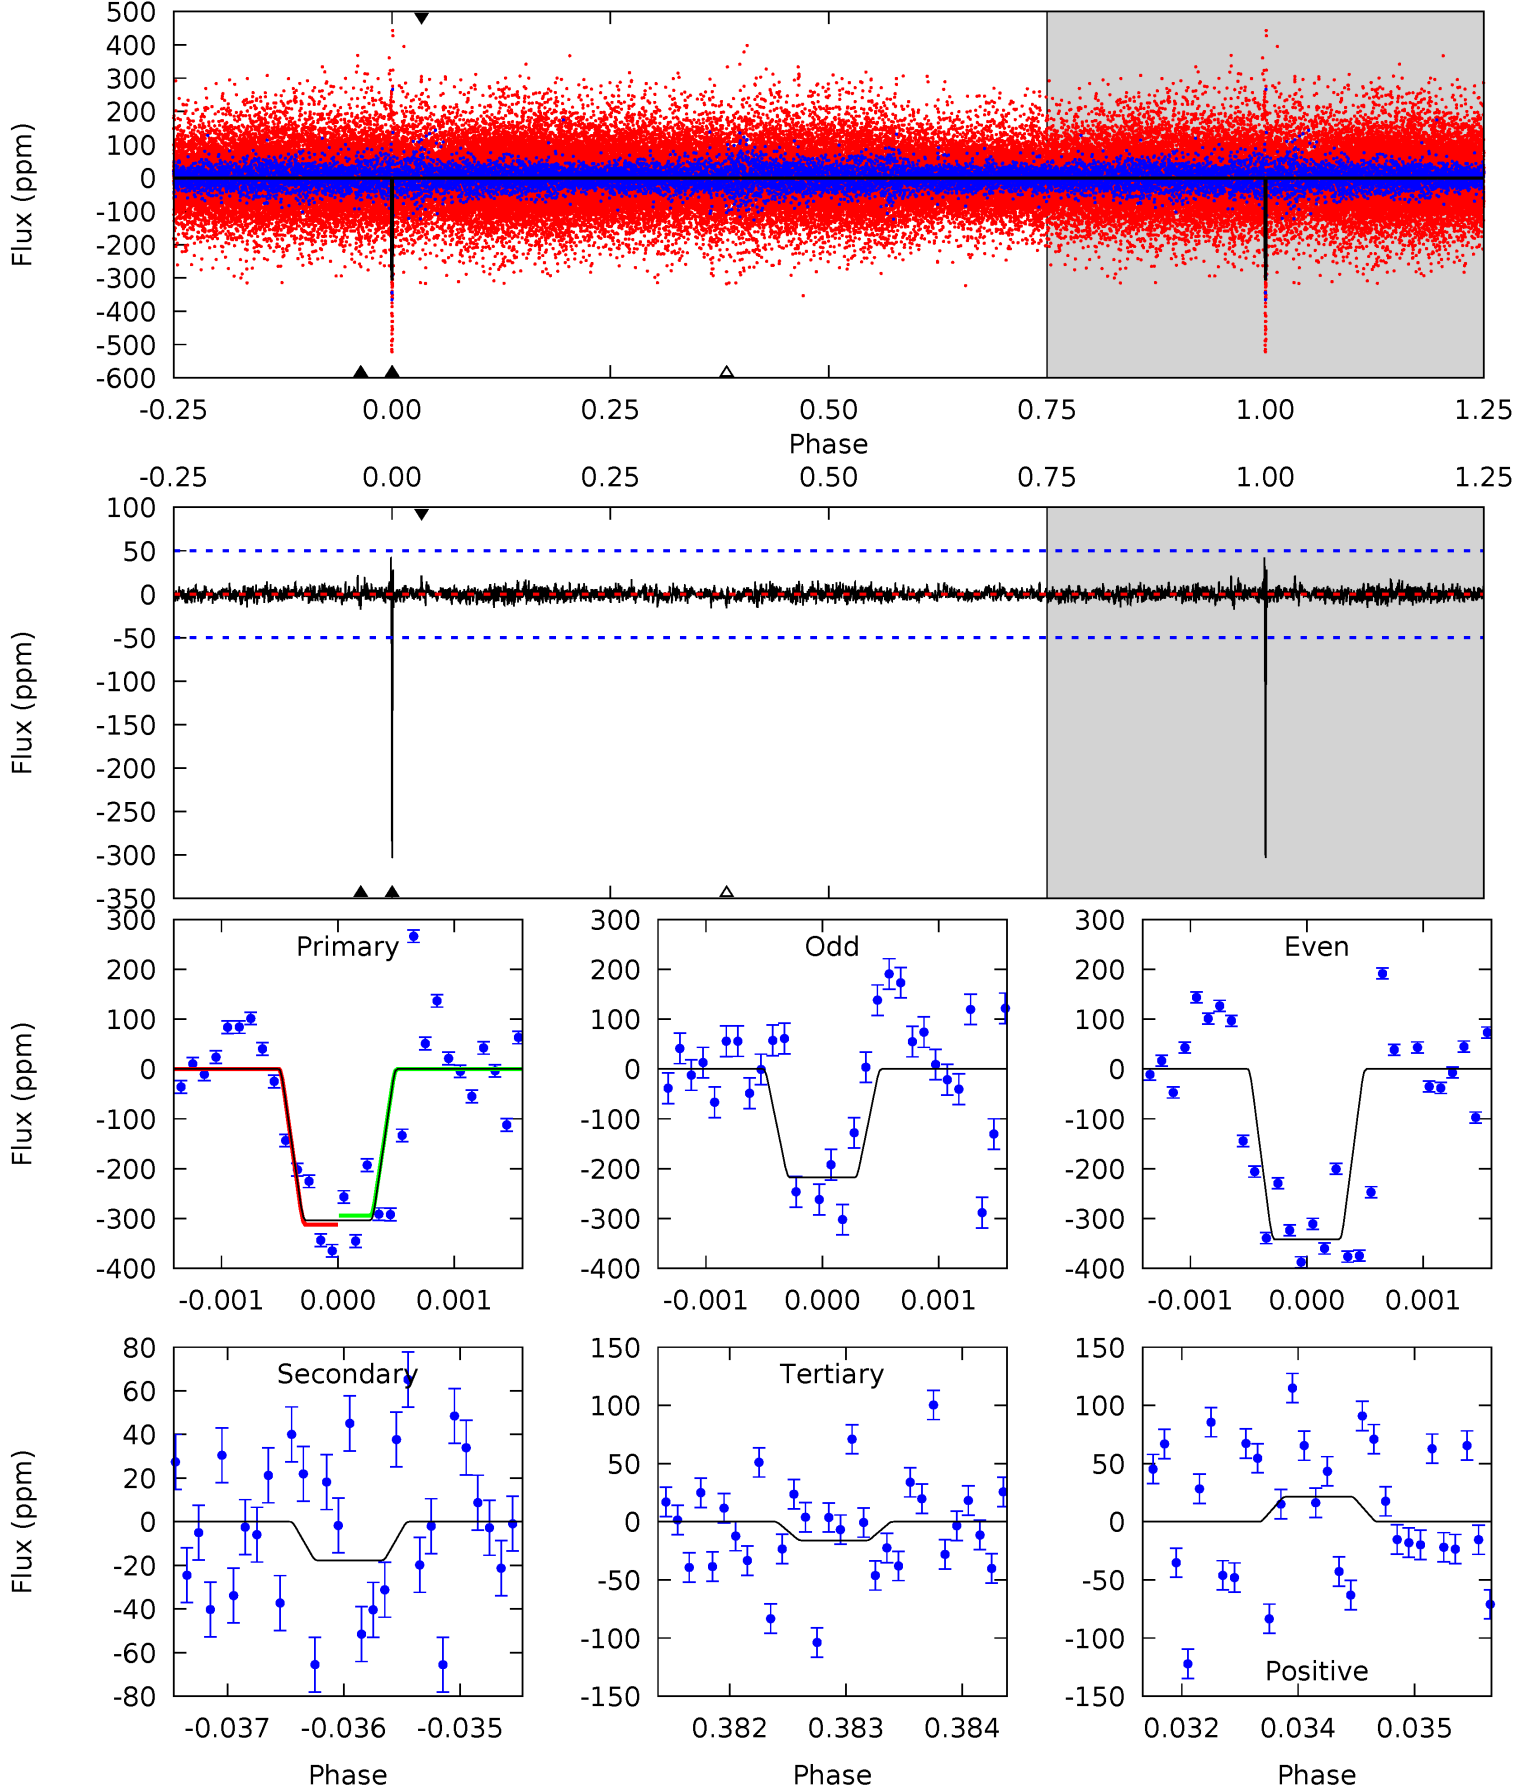 500
400
300
200
100
0
-100
-200
-300
-400
-500
-600
Flux (ppm)
-0.25 0.00 0.25 0.50 0.75 1.00 1.25
Phase
-0.25 0.00 0.25 0.50 0.75 1.00 1.25
100
50
0
-50
-100
-150
-200
-250
-300
-350
Flux (ppm)
Primary Odd Even
300 300 300
200 200 200
100 100 100
0 0 0
-100 -100 -100
-200 -200 -200
-300 -300 -300
-400 -400 -400
Flux (ppm)
-0.001 0.000 0.001 -0.001 0.000 0.001 -0.001 0.000 0.001
Secondary Tertiary Positive
80 150 150
60 100 100
40 50 50
20 0 0
0 -50 -50
-20 -100 -100
-40 -150 -150
-60
-80
Flux (ppm)
-0.037 -0.036 -0.035 0.382 0.383 0.384 0.032 0.034 0.035
Phase Phase Phase